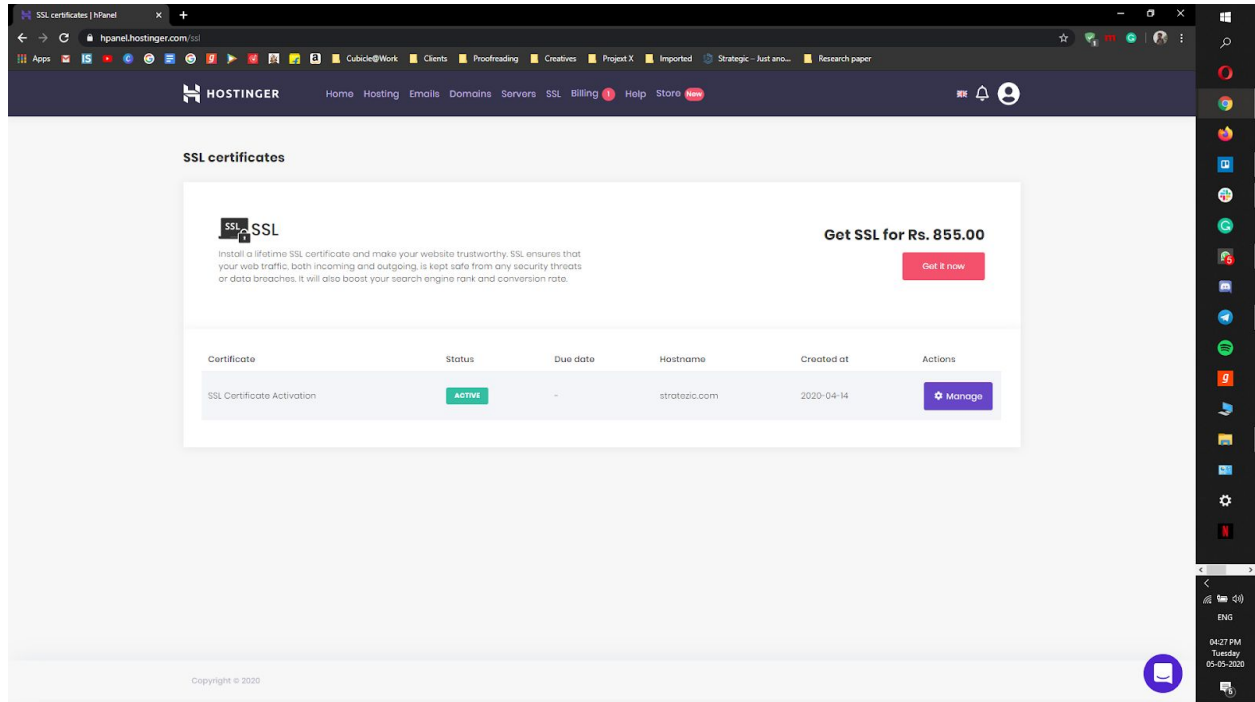 SSL certificates | hPanel
hpanel.hostinger.com/ssl
Apps Cubicle@Work Clients Proofreading Creatives Projext X Imported Strategic – Just ano... Research paper
HOSTINGER Home Hosting Emails Domains Servers SSL Billing 1 Help Store New
SSL certificates
SSL SSL
Get SSL for Rs. 855.00
Install a lifetime SSL certificate and make your website trustworthy. SSL ensures that
your web traffic, both incoming and outgoing, is kept safe from any security threats
or data breaches. It will also boost your search engine rank and conversion rate.
Get it now
Certificate Status Due date Hostname Created at Actions
SSL Certificate Activation ACTIVE - stratezic.com 2020-04-14 Manage
Copyright © 2020
ENG
04:27 PM
Tuesday
05-05-2020